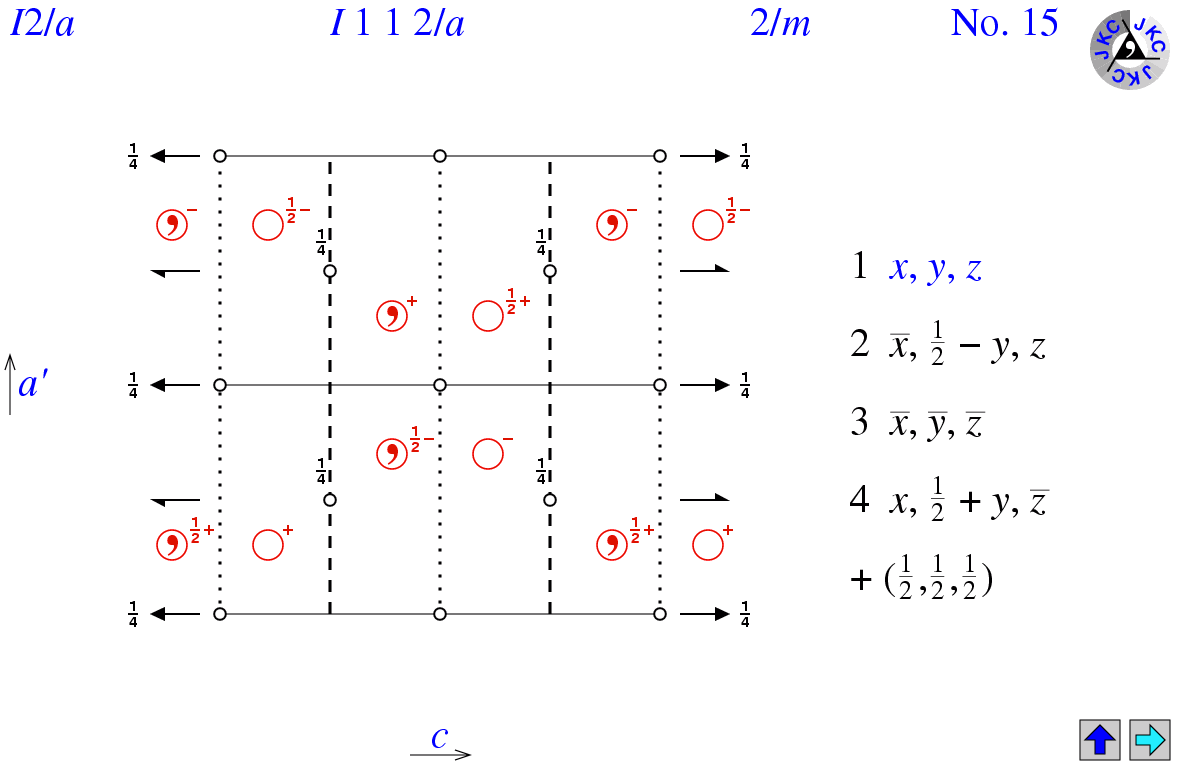 I2/a I 1 1 2/a 2/m No. 15
JKC JKC JKC
1/4 1/4
− 1/2− − 1/2−
1/4 1/4
+ 1/2+
1 x, y, z
2 x̅, 1/2 − y, z
a′ 1/4 1/4
3 x̅, y̅, z̅
1/2− −
1/4 1/4
4 x, 1/2 + y, z̅
1/2+ + 1/2+ +
+ (1/2,1/2,1/2)
1/4 1/4
c